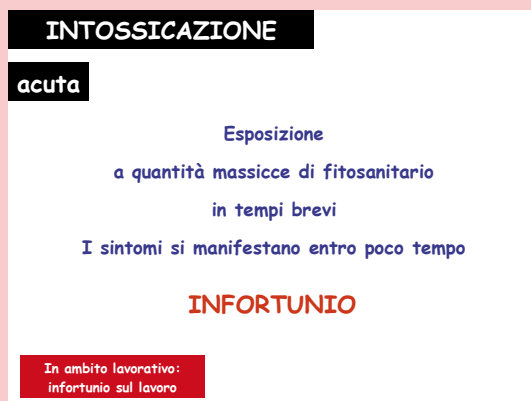 INTOSSICAZIONE
acuta
Esposizione
a quantità massicce di fitosanitario
in tempi brevi
I sintomi si manifestano entro poco tempo
INFORTUNIO
In ambito lavorativo:
infortunio sul lavoro